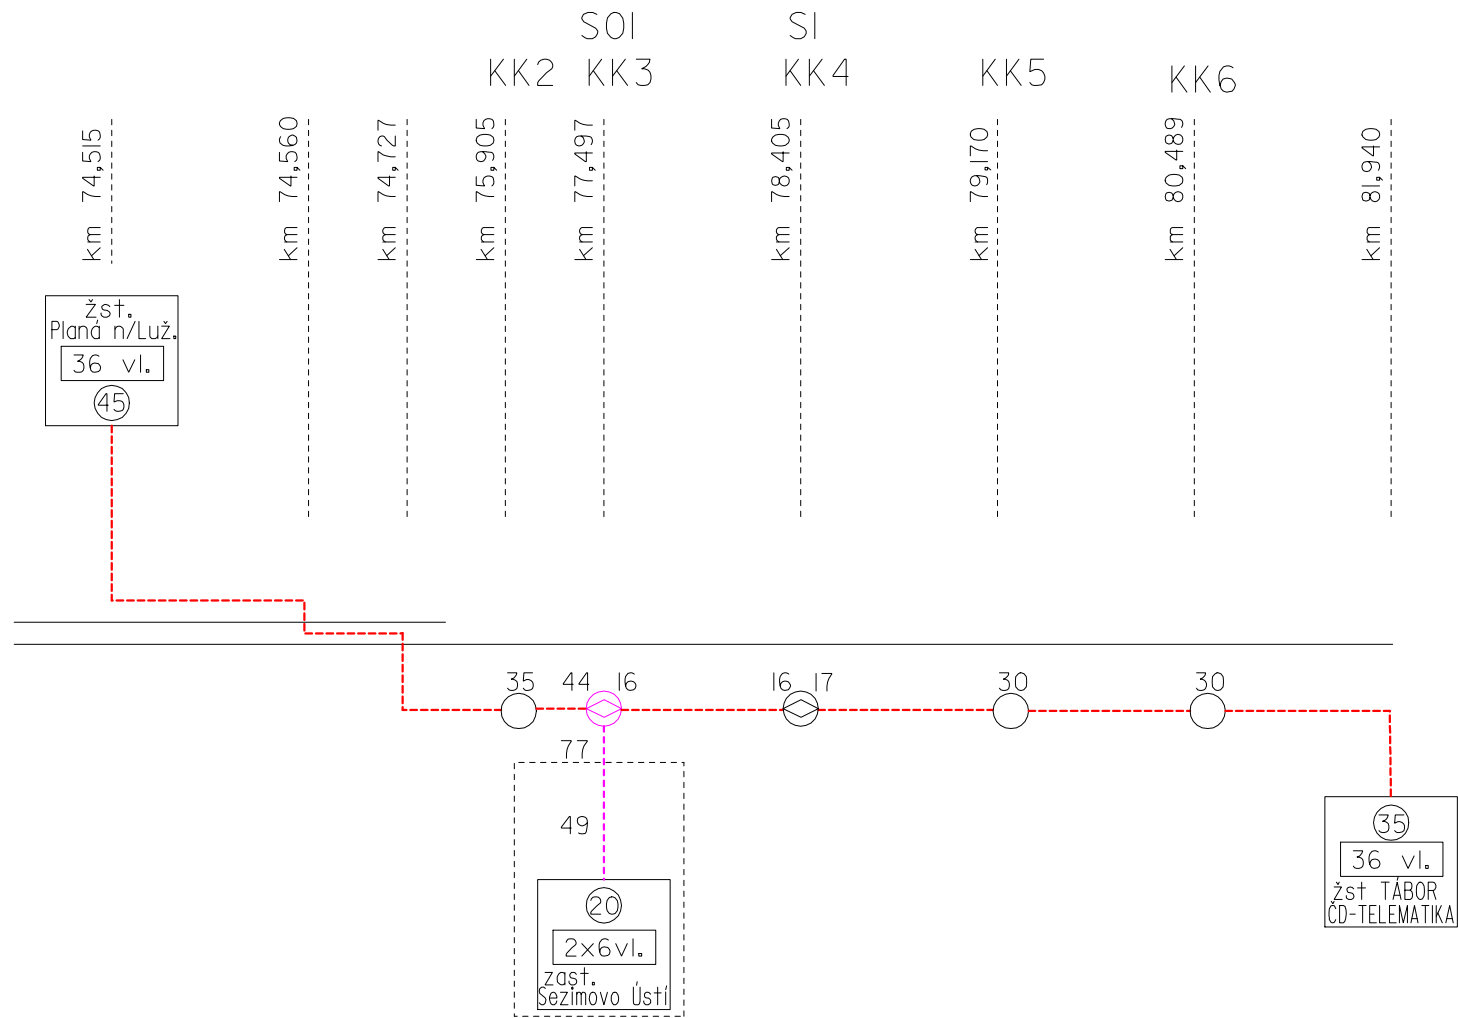 SO1 S1
KK2 KK3 KK4 KK5 KK6
km 74,515
km 74,560
km 74,727
km 75,905
km 77,497
km 78,405
km 79,170
km 80,489
km 81,940
žst.
Planá n/Luž.
36 vl.
45
35 44 16 16 17 30 30
77
49
20
2x6vl.
zast.
Sezimovo Ústí
35
36 vl.
žst TÁBOR
ČD-TELEMATIKA